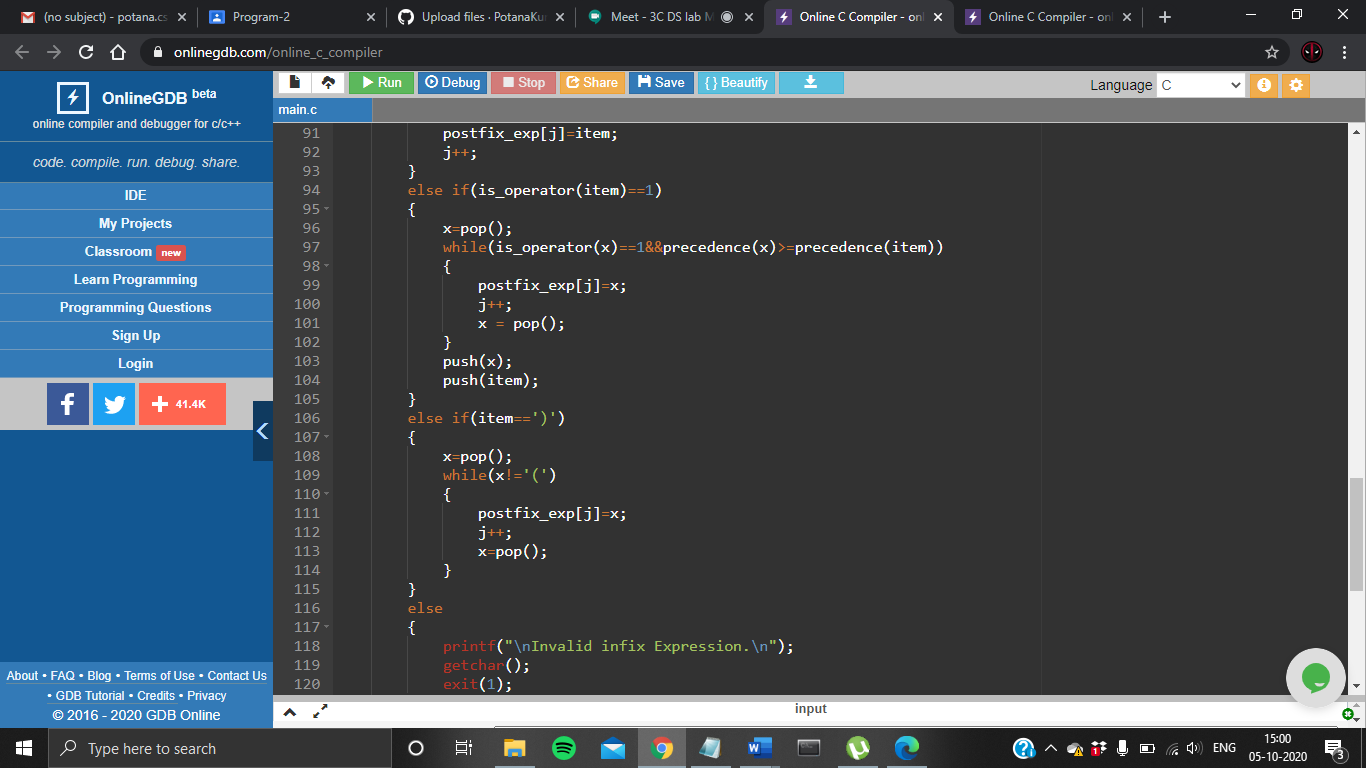 (no subject) - potana.cs
Program-2
Upload files · PotanaKu
Meet - 3C DS lab M
Online C Compiler - onl
Online C Compiler - onl
onlinegdb.com/online_c_compiler
OnlineGDB beta
online compiler and debugger for c/c++
code. compile. run. debug. share.
IDE
My Projects
Classroom new
Learn Programming
Programming Questions
Sign Up
Login
f
41.4K
About • FAQ • Blog • Terms of Use • Contact Us
• GDB Tutorial • Credits • Privacy
© 2016 - 2020 GDB Online
Run Debug Stop Share Save { } Beautify Language C
main.c
91 postfix_exp[j]=item;
92 j++;
93 }
94 else if(is_operator(item)==1)
95 {
96 x=pop();
97 while(is_operator(x)==1&&precedence(x)>=precedence(item))
98 {
99 postfix_exp[j]=x;
100 j++;
101 x = pop();
102 }
103 push(x);
104 push(item);
105 }
106 else if(item==')')
107 {
108 x=pop();
109 while(x!='(')
110 {
111 postfix_exp[j]=x;
112 j++;
113 x=pop();
114 }
115 }
116 else
117 {
118 printf("\nInvalid infix Expression.\n");
119 getchar();
120 exit(1);
input
Type here to search
ENG
15:00
05-10-2020
3